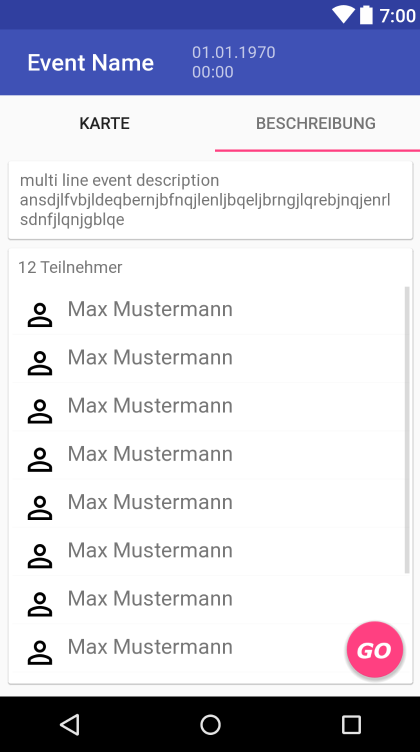 7:00
Event Name
01.01.1970
00:00
KARTE
BESCHREIBUNG
multi line event description
ansdjlfvbjldeqbernjbfnqjlenljbqeljbrngjlqrebjnqjenrl
sdnfjlqnjgblqe
12 Teilnehmer
Max Mustermann
Max Mustermann
Max Mustermann
Max Mustermann
Max Mustermann
Max Mustermann
Max Mustermann
Max Mustermann
GO